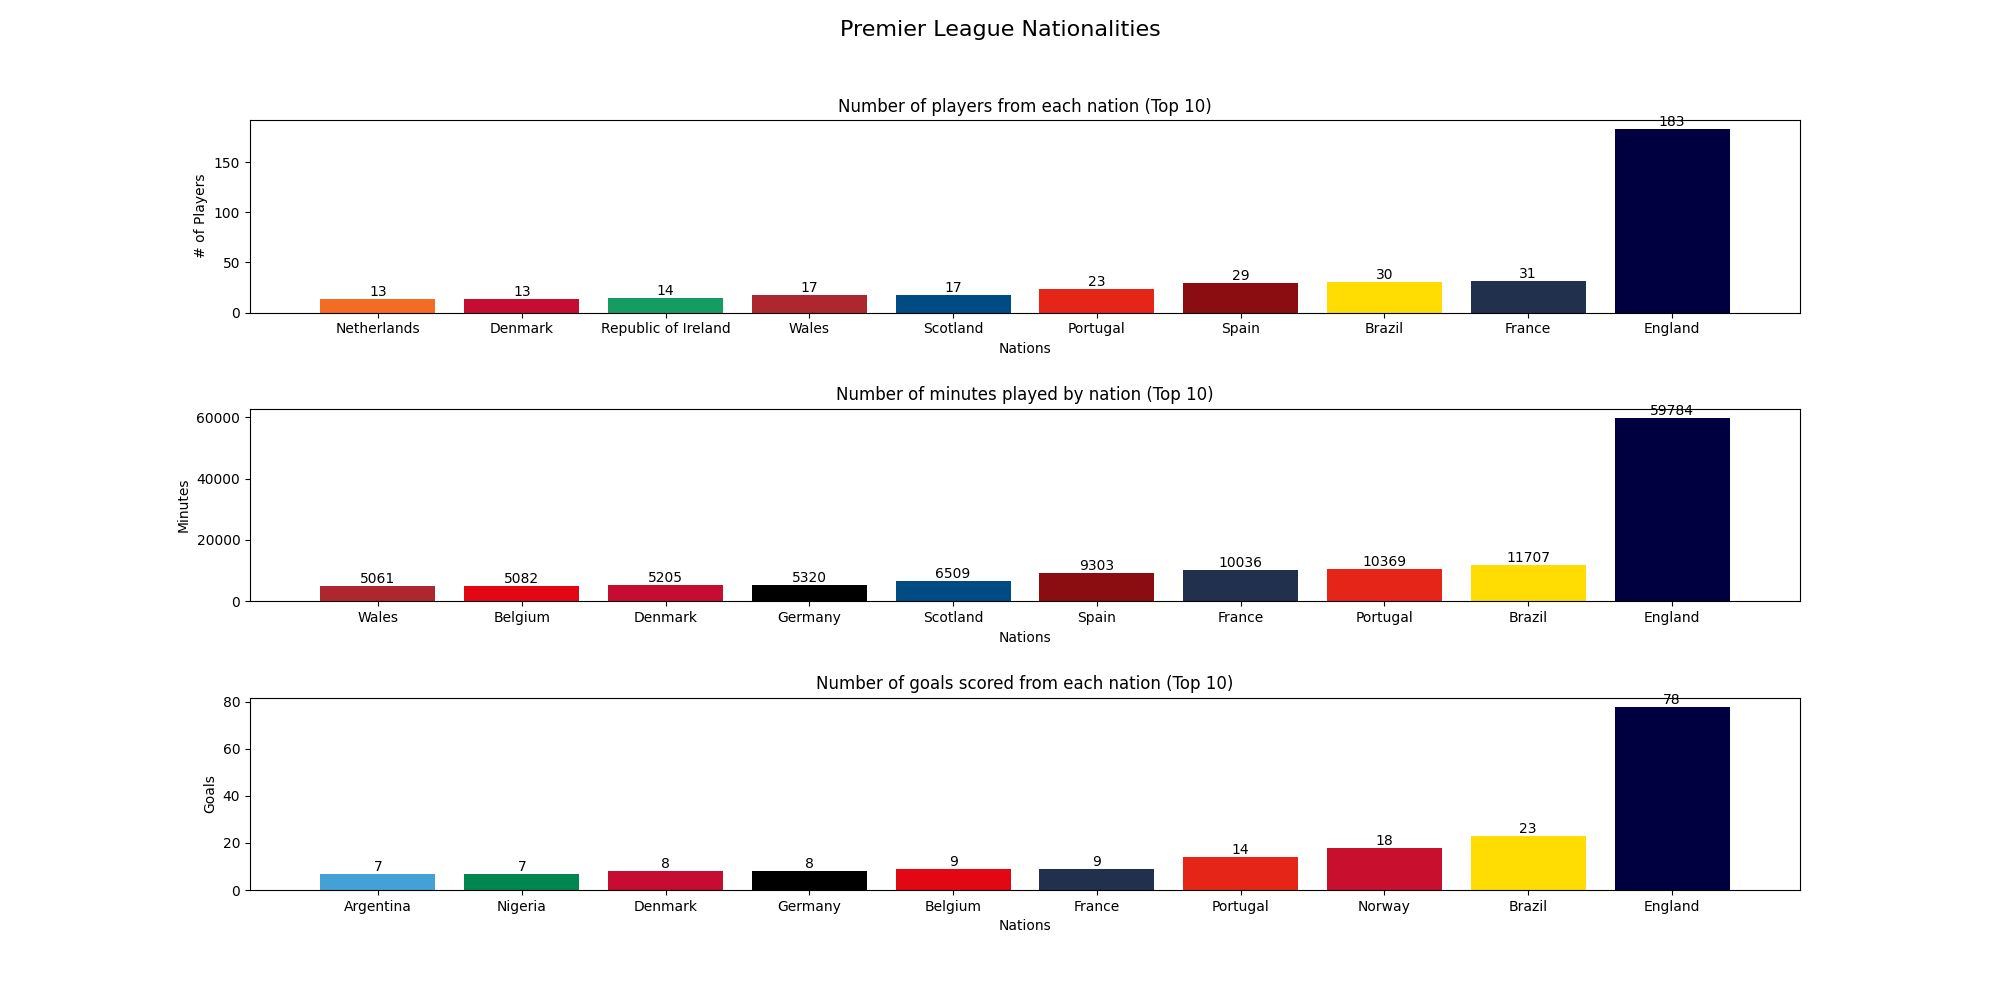 Premier League Nationalities
Number of players from each nation (Top 10)
# of Players
150
100
50
0
13 13 14 17 17 23 29 30 31 183
Netherlands Denmark Republic of Ireland Wales Scotland Portugal Spain Brazil France England
Nations
Number of minutes played by nation (Top 10)
Minutes
60000
40000
20000
0
5061 5082 5205 5320 6509 9303 10036 10369 11707 59784
Wales Belgium Denmark Germany Scotland Spain France Portugal Brazil England
Nations
Number of goals scored from each nation (Top 10)
Goals
80
60
40
20
0
7 7 8 8 9 9 14 18 23 78
Argentina Nigeria Denmark Germany Belgium France Portugal Norway Brazil England
Nations